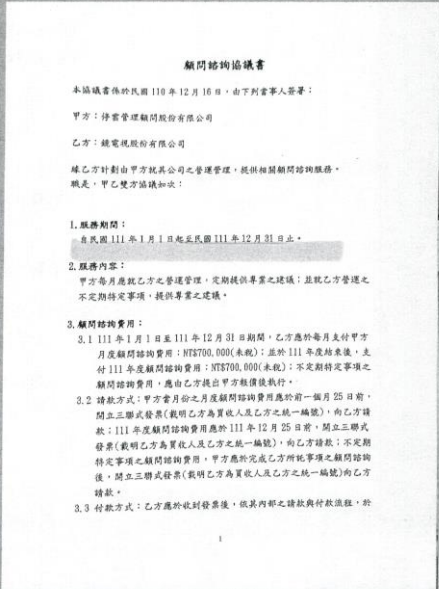 顧問諮詢協議書
本協議書係於民國 110 年 12 月 16 日，由下列當事人簽署：
甲方：停雲管理顧問股份有限公司
乙方：鏡電視股份有限公司
緣乙方計劃由甲方就其公司之營運管理，提供相關顧問諮詢服務。
職是，甲乙雙方協議如次：
1. 服務期間：
自民國 111 年 1 月 1 日起至民國 111 年 12 月 31 日止。
2. 服務內容：
甲方每月應就乙方之營運管理，定期提供專業之建議；並就乙方營運之
不定期特定事項，提供專業之建議。
3. 顧問諮詢費用：
3.1 111 年 1 月 1 日至 111 年 12 月 31 日期間，乙方應於每月支付甲方
月度顧問諮詢費用：NT$700,000(未稅)；並於 111 年度結束後，支
付 111 年度顧問諮詢費用：NT$700,000(未稅)；不定期特定事項之
顧問諮詢費用，應由乙方提出甲方報價後執行。
3.2 請款方式：甲方當月份之月度顧問諮詢費用應於前一個月 25 日前，
開立三聯式發票(載明乙方為買收人及乙方之統一編號)，向乙方請
款；111 年度顧問諮詢費用應於 111 年 12 月 25 日前，開立三聯式
發票(載明乙方為買收人及乙方之統一編號)，向乙方請款；不定期
特定事項之顧問諮詢費用，甲方應於完成乙方所託事項之顧問諮詢
後，開立三聯式發票(載明乙方為買收人及乙方之統一編號)向乙方
請款。
3.3 付款方式：乙方應於收到發票後，依其內部之請款與付款流程，於
1